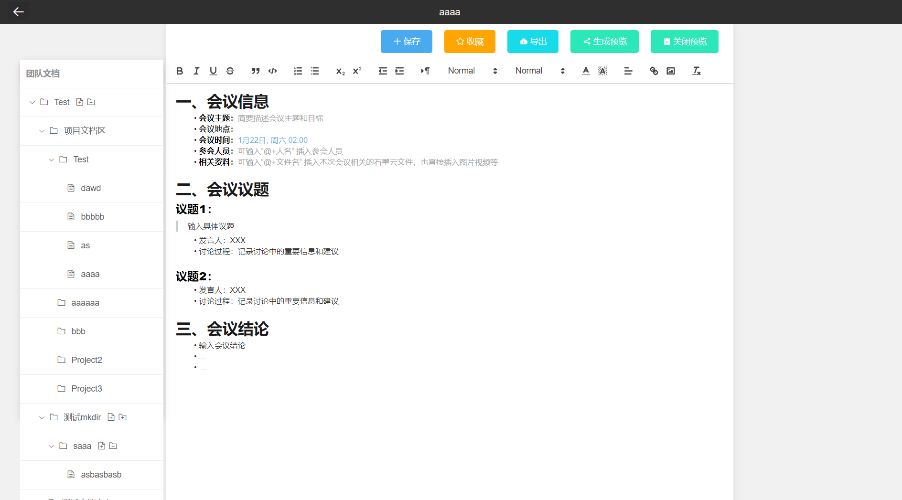 aaaa
保存
收藏
导出
生成预览
关闭预览
团队文档
Test
项目文档区
Test
dawd
bbbbb
as
aaaa
aaaaaa
bbb
Project2
Project3
测试mkdir
saaa
asbasbasb
Normal
Normal
一、会议信息
• 会议主题：简要描述会议主题和目标
• 会议地点：
• 会议时间：1月22日, 周六 02:00
• 参会人员：可输入“@+人名” 插入参会人员
• 相关资料：可输入“@+文件名” 插入本次会议相关的石墨云文件，也直接插入图片视频等
二、会议议题
议题1：
输入具体议题
• 发言人：XXX
• 讨论过程：记录讨论中的重要信息和建议
议题2：
• 发言人：XXX
• 讨论过程：记录讨论中的重要信息和建议
三、会议结论
• 输入会议结论
• ...
• ...